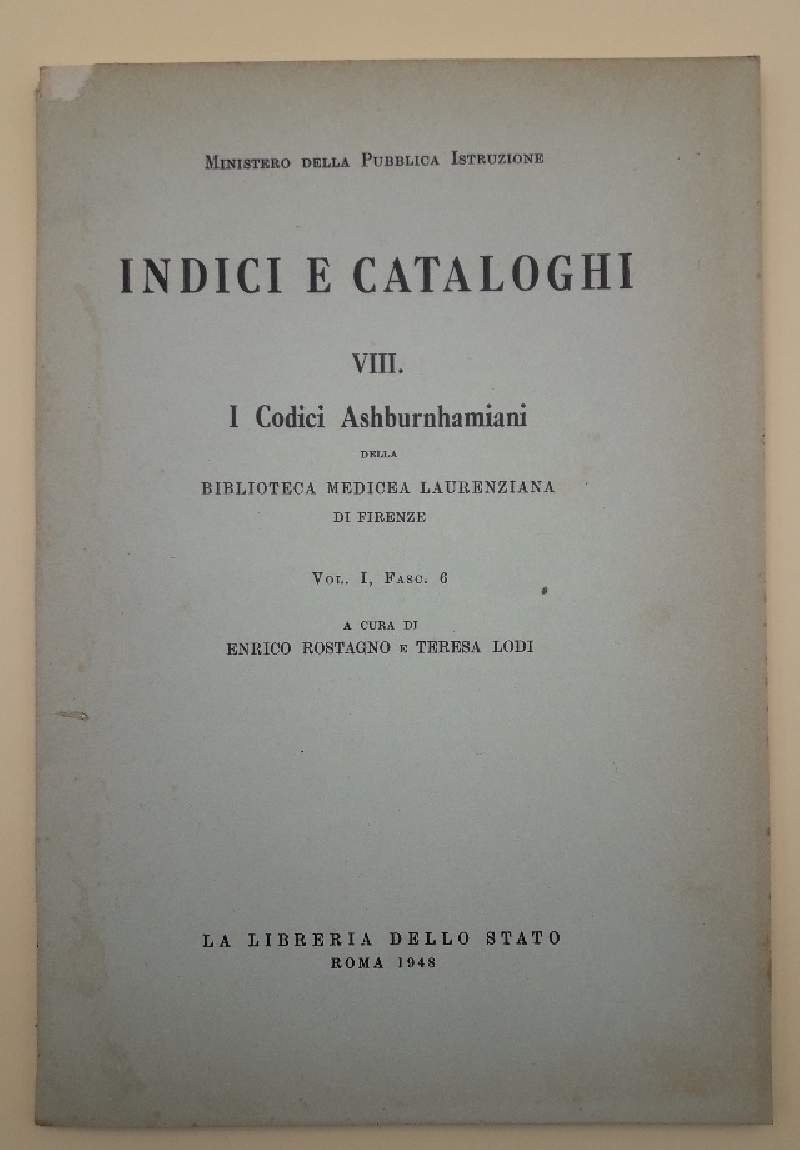 MINISTERO DELLA PUBBLICA ISTRUZIONE
INDICI E CATALOGHI
VIII.
I Codici Ashburnhamiani
DELLA
BIBLIOTECA MEDICEA LAURENZIANA
DI FIRENZE
VOL. I, FASC. 6
A CURA DI
ENRICO ROSTAGNO E TERESA LODI
LA LIBRERIA DELLO STATO
ROMA 1948